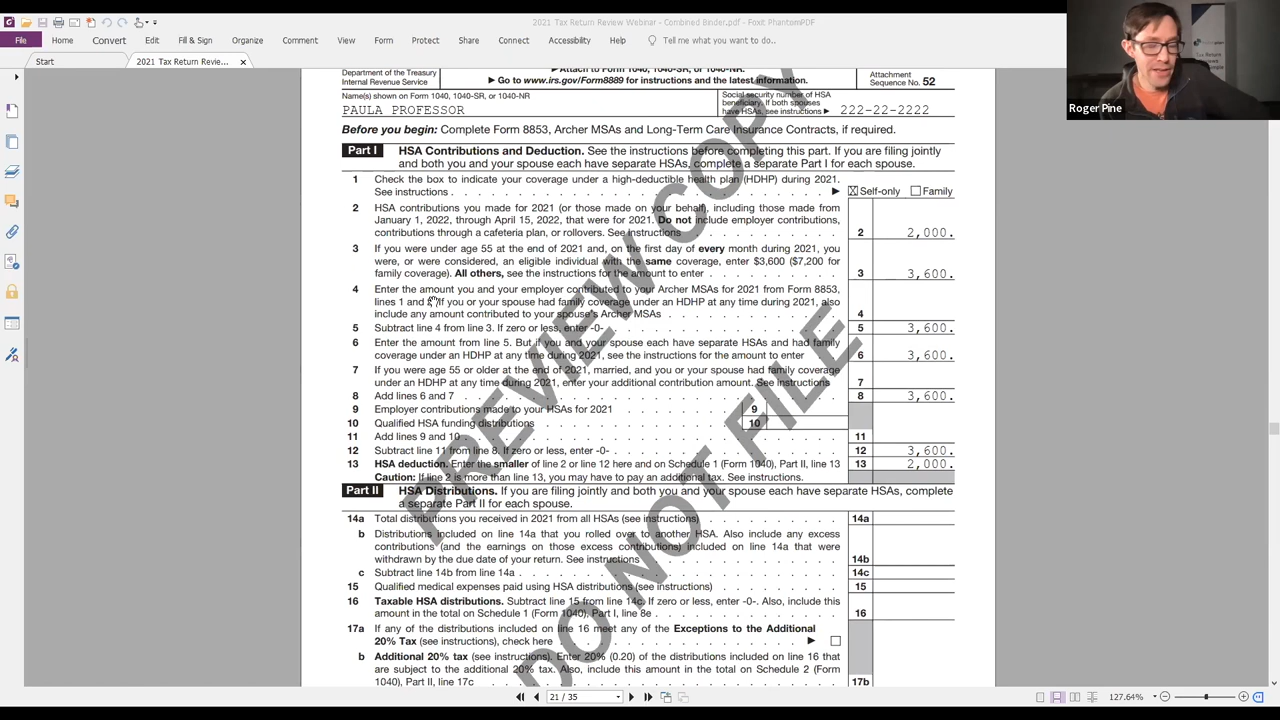 2021 Tax Return Review Webinar - Combined Binder.pdf - Foxit PhantomPDF
File Home Convert Edit Fill & Sign Organize Comment View Form Protect Share Connect Accessibility Help Tell me what you want to do..
Start 2021 Tax Return Revie...
Roger Pine
Department of the Treasury
Internal Revenue Service
▶ Attach to Form 1040, 1040-SR, or 1040-NR.
▶ Go to www.irs.gov/Form8889 for instructions and the latest information.
Attachment
Sequence No. 52
Name(s) shown on Form 1040, 1040-SR, or 1040-NR
PAULA PROFESSOR
Social security number of HSA
beneficiary. If both spouses
have HSAs, see instructions ▶ 222-22-2222
Before you begin: Complete Form 8853, Archer MSAs and Long-Term Care Insurance Contracts, if required.
Part I HSA Contributions and Deduction. See the instructions before completing this part. If you are filing jointly
and both you and your spouse each have separate HSAs, complete a separate Part I for each spouse.
1 Check the box to indicate your coverage under a high-deductible health plan (HDHP) during 2021.
See instructions . . . ▶ ☒ Self-only ☐ Family
2 HSA contributions you made for 2021 (or those made on your behalf), including those made from
January 1, 2022, through April 15, 2022, that were for 2021. Do not include employer contributions,
contributions through a cafeteria plan, or rollovers. See instructions . . . 2 2,000.
3 If you were under age 55 at the end of 2021 and, on the first day of every month during 2021, you
were, or were considered, an eligible individual with the same coverage, enter $3,600 ($7,200 for
family coverage). All others, see the instructions for the amount to enter . . . 3 3,600.
4 Enter the amount you and your employer contributed to your Archer MSAs for 2021 from Form 8853,
lines 1 and If you or your spouse had family coverage under an HDHP at any time during 2021, also
include any amount contributed to your spouse's Archer MSAs . . . 4
5 Subtract line 4 from line 3. If zero or less, enter -0- . . . 5 3,600.
6 Enter the amount from line 5. But if you and your spouse each have separate HSAs and had family
coverage under an HDHP at any time during 2021, see the instructions for the amount to enter . . . 6 3,600.
7 If you were age 55 or older at the end of 2021, married, and you or your spouse had family coverage
under an HDHP at any time during 2021, enter your additional contribution amount. See instructions 7
8 Add lines 6 and 7 . . . 8 3,600.
9 Employer contributions made to your HSAs for 2021 . . . 9
10 Qualified HSA funding distributions . . . 10
11 Add lines 9 and 10 . . . 11
12 Subtract line 11 from line 8. If zero or less, enter -0- . . . 12 3,600.
13 HSA deduction. Enter the smaller of line 2 or line 12 here and on Schedule 1 (Form 1040), Part II, line 13 13 2,000.
Caution: If line 2 is more than line 13, you may have to pay an additional tax. See instructions.
Part II HSA Distributions. If you are filing jointly and both you and your spouse each have separate HSAs, complete
a separate Part II for each spouse.
14a Total distributions you received in 2021 from all HSAs (see instructions) . . . 14a
b Distributions included on line 14a that you rolled over to another HSA. Also include any excess
contributions (and the earnings on those excess contributions) included on line 14a that were
withdrawn by the due date of your return. See instructions . . . 14b
c Subtract line 14b from line 14a . . . 14c
15 Qualified medical expenses paid using HSA distributions (see instructions) . . . 15
16 Taxable HSA distributions. Subtract line 15 from line 14c. If zero or less, enter -0-. Also, include this
amount in the total on Schedule 1 (Form 1040), Part I, line 8e . . . 16
17a If any of the distributions included on line 16 meet any of the Exceptions to the Additional
20% Tax (see instructions), check here . . . ▶ ☐
b Additional 20% tax (see instructions). Enter 20% (0.20) of the distributions included on line 16 that
are subject to the additional 20% tax. Also, include this amount in the total on Schedule 2 (Form
1040), Part II, line 17c . . . 17b
PREVIEW COPY
DO NOT FILE
21 / 35
127.64%